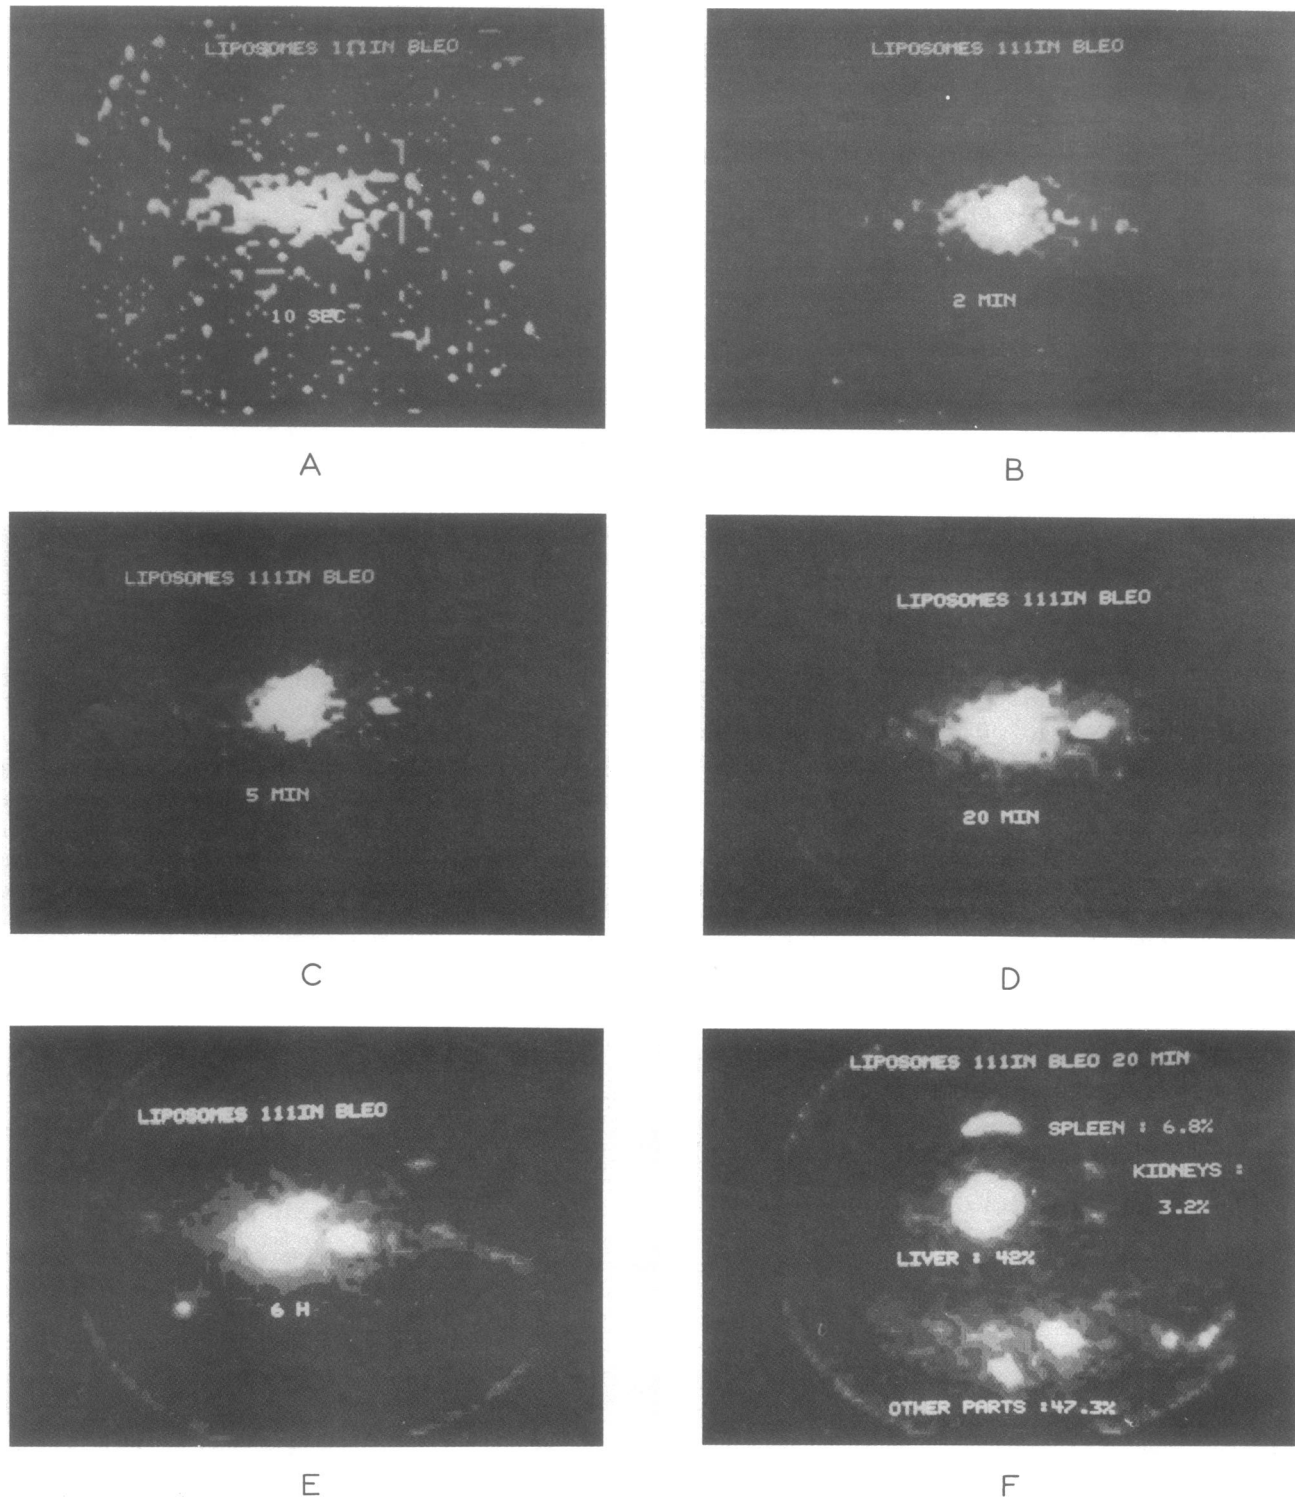 LIPOSOMES 111IN BLEO
10 SEC
A
LIPOSOMES 111IN BLEO
2 MIN
B
LIPOSOMES 111IN BLEO
5 MIN
C
LIPOSOMES 111IN BLEO
20 MIN
D
LIPOSOMES 111IN BLEO
6 H
E
LIPOSOMES 111IN BLEO 20 MIN
SPLEEN : 6.8%
KIDNEYS :
3.2%
LIVER : 42%
OTHER PARTS :47.3%
F